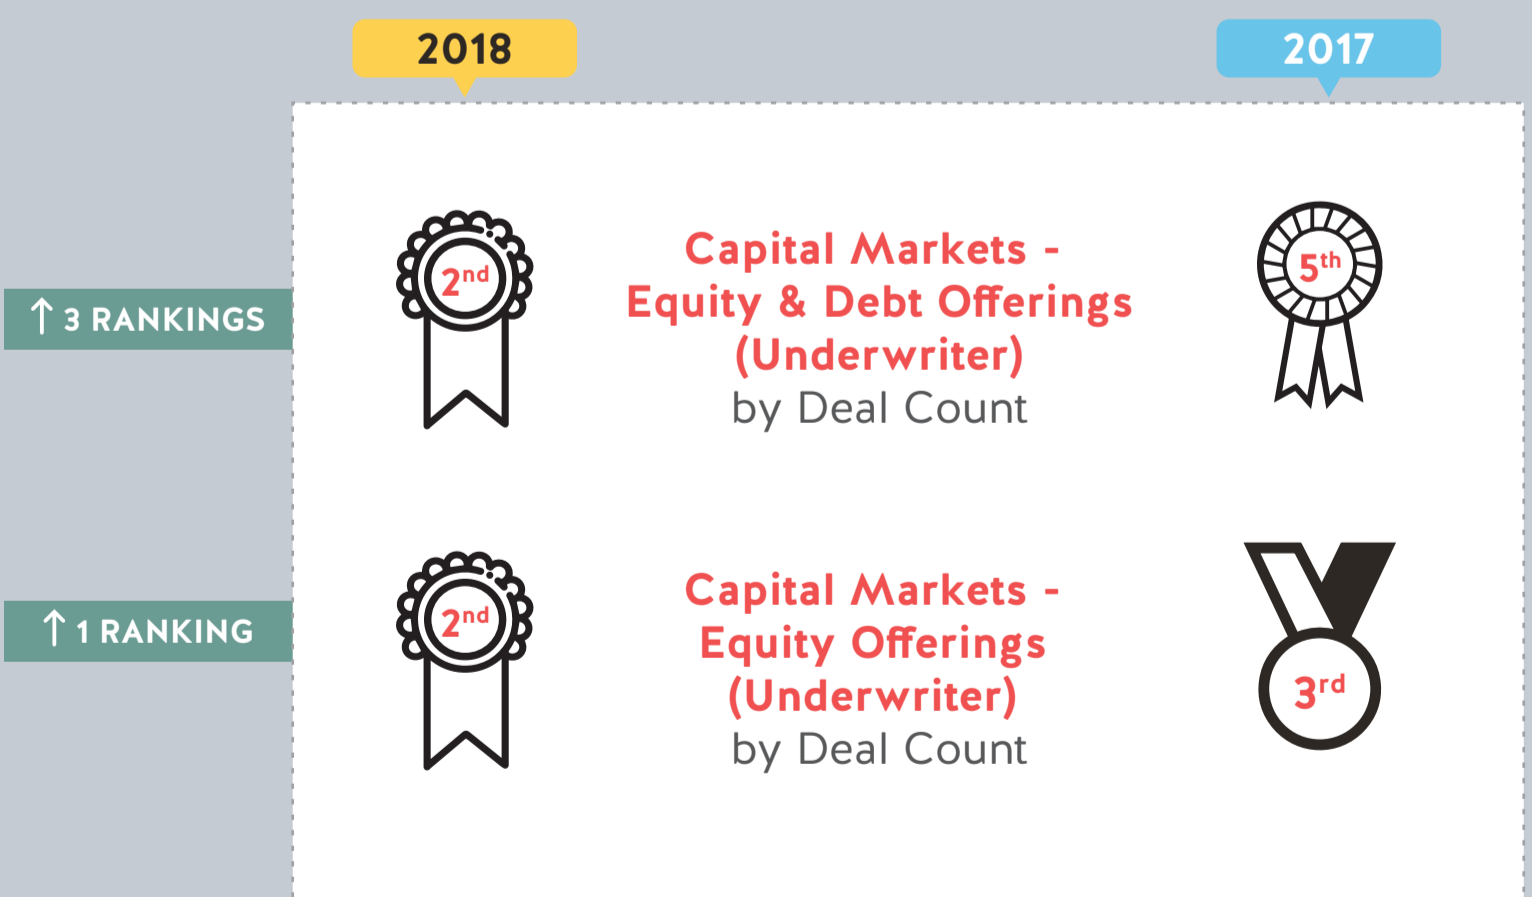 2018
2017
↑ 3 RANKINGS
2nd
Capital Markets -
Equity & Debt Offerings
(Underwriter)
by Deal Count
5th
↑ 1 RANKING
2nd
Capital Markets -
Equity Offerings
(Underwriter)
by Deal Count
3rd